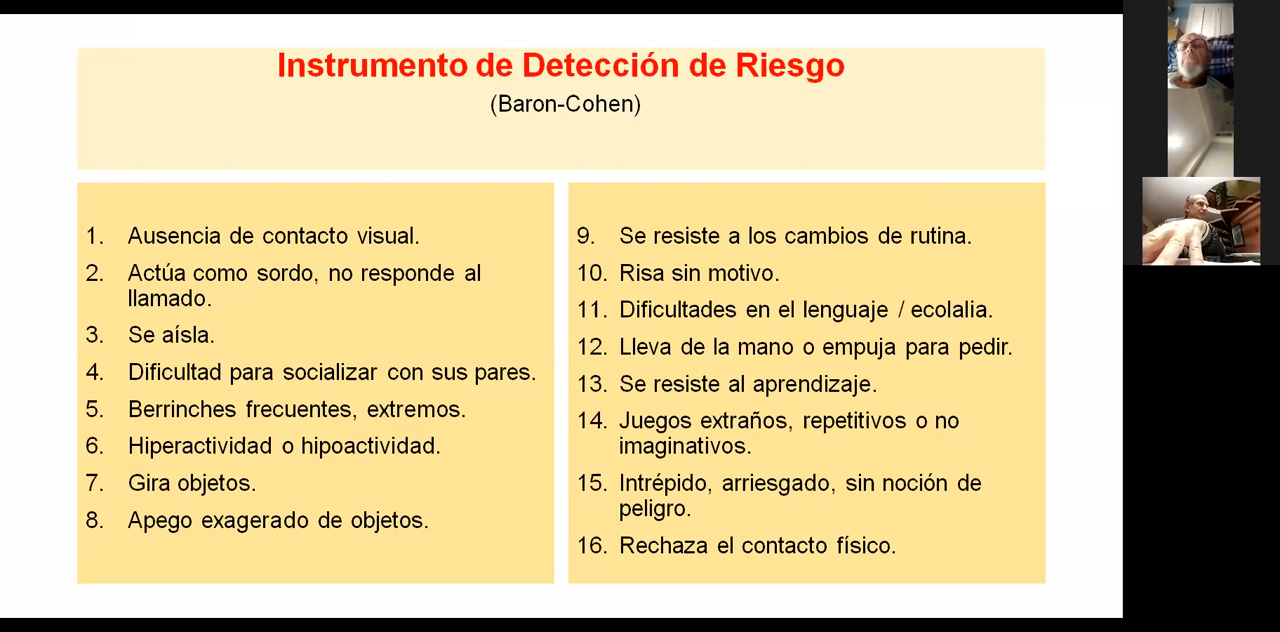 Instrumento de Detección de Riesgo
(Baron-Cohen)
1. Ausencia de contacto visual.
2. Actúa como sordo, no responde al
llamado.
3. Se aísla.
4. Dificultad para socializar con sus pares.
5. Berrinches frecuentes, extremos.
6. Hiperactividad o hipoactividad.
7. Gira objetos.
8. Apego exagerado de objetos.
9. Se resiste a los cambios de rutina.
10. Risa sin motivo.
11. Dificultades en el lenguaje / ecolalia.
12. Lleva de la mano o empuja para pedir.
13. Se resiste al aprendizaje.
14. Juegos extraños, repetitivos o no
imaginativos.
15. Intrépido, arriesgado, sin noción de
peligro.
16. Rechaza el contacto físico.